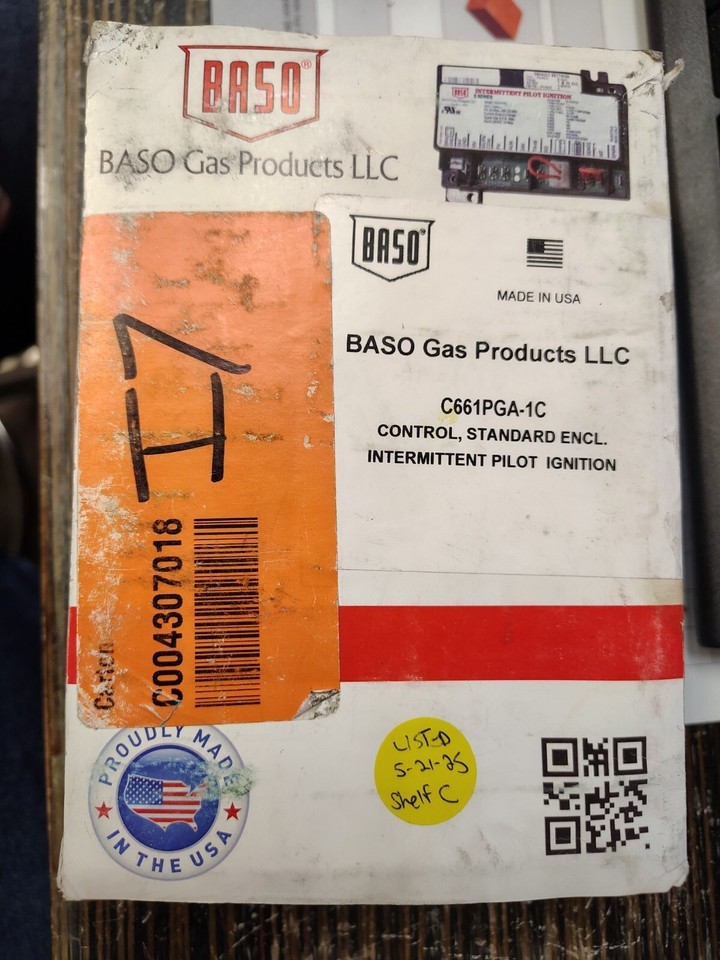 BASO®
BASO Gas Products LLC
INTERMITTENT PILOT IGNITION
BASO®
MADE IN USA
BASO Gas Products LLC
C661PGA-1C
CONTROL, STANDARD ENCL.
INTERMITTENT PILOT IGNITION
I7
C004307018
Carton
PROUDLY MADE
IN THE USA
LISTED
5-21-25
Shelf C